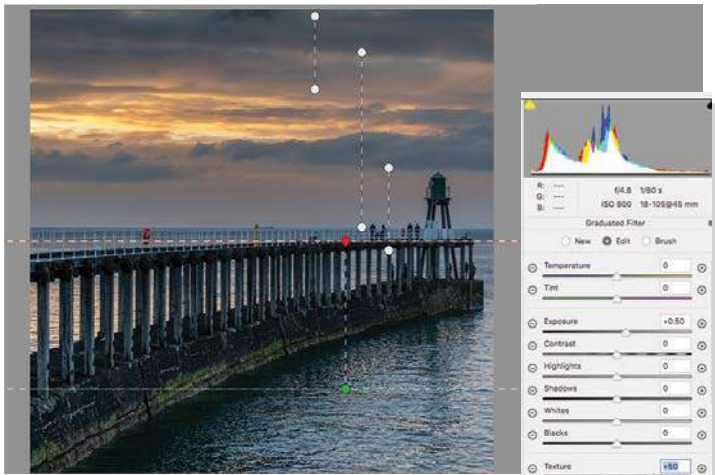 R: ---
G: ---
B: ---
f/4.8 1/80 s
ISO 800 18-105@45 mm
Graduated Filter
New Edit Brush
Temperature 0
Tint 0
Exposure +0.50
Contrast 0
Highlights 0
Shadows 0
Whites 0
Blacks 0
Texture +50